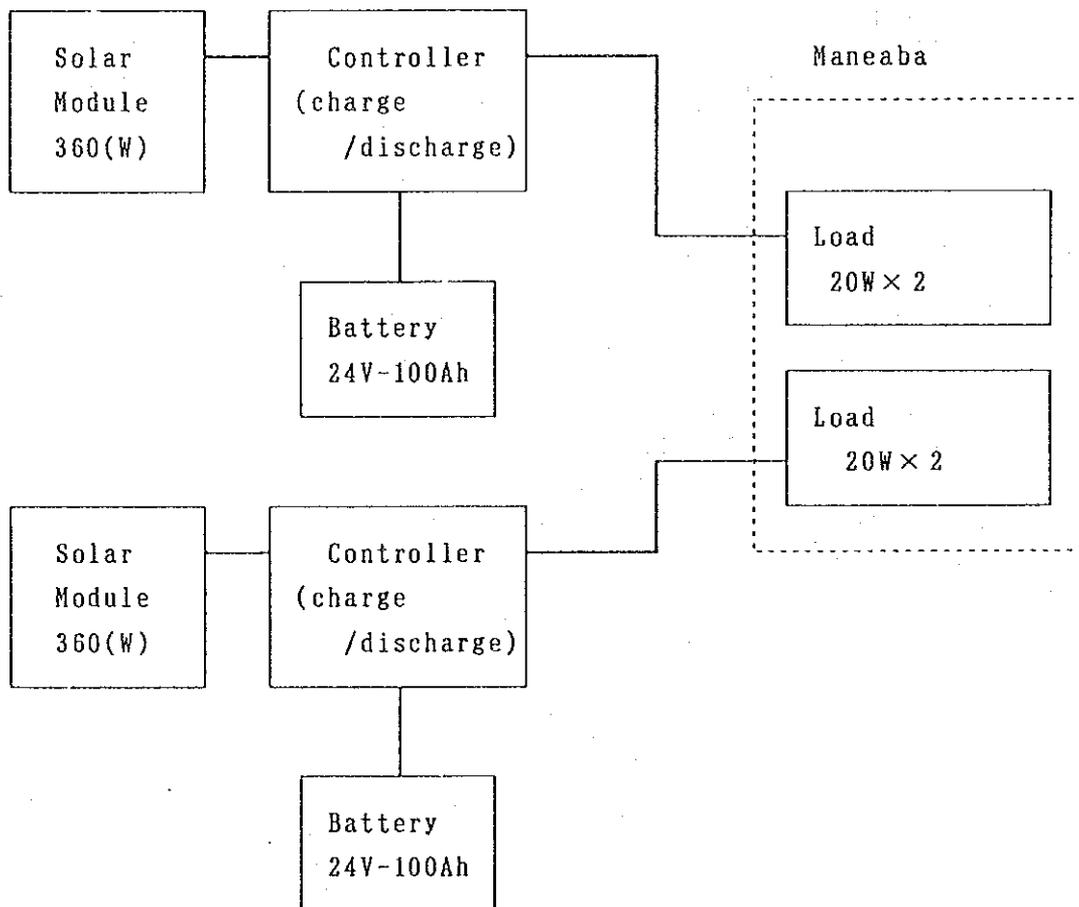 Solar
Module
360(W)
Controller
(charge
/discharge)
Maneaba
Load
20W×2
Battery
24V-100Ah
Load
20W×2
Solar
Module
360(W)
Controller
(charge
/discharge)
Battery
24V-100Ah